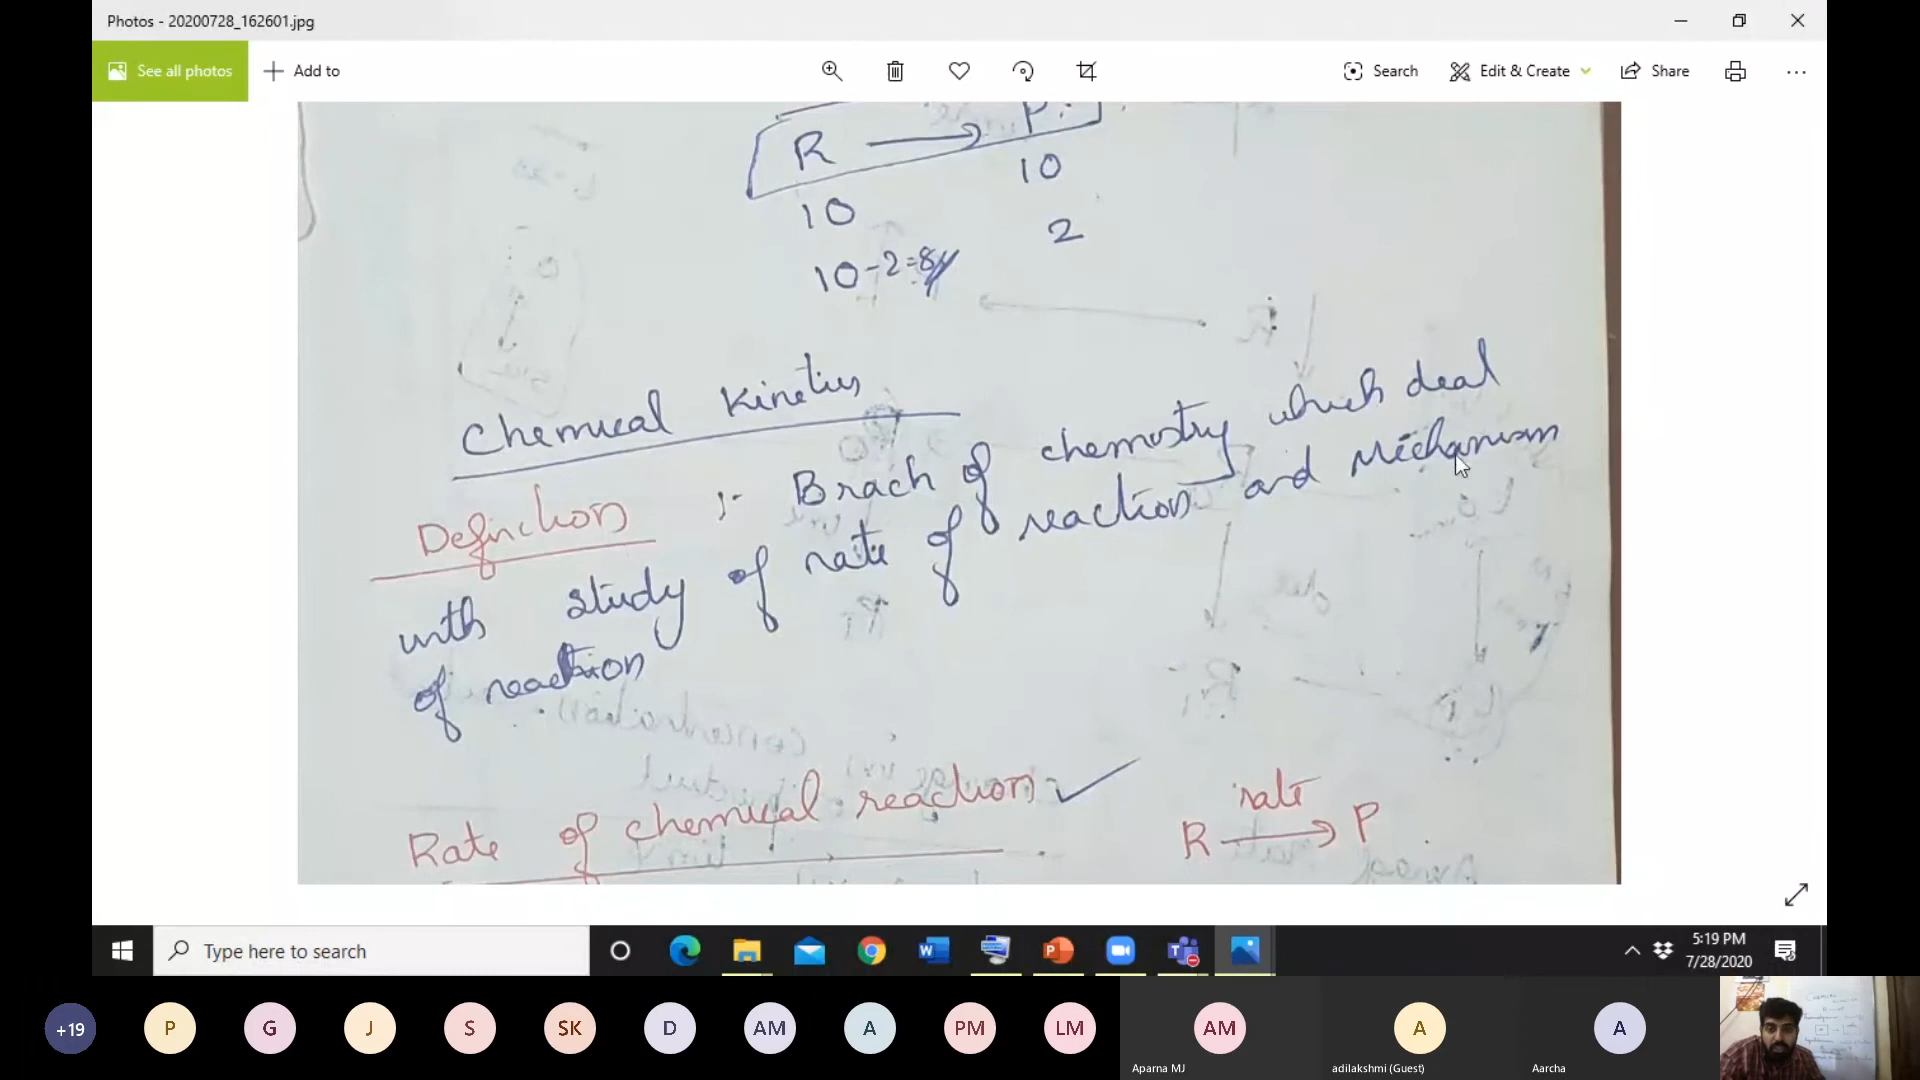 Photos - 20200728_162601.jpg
See all photos
Add to
Search
Edit & Create
Share
R → P.
10 10
10-2=8 2
Chemical Kinetics
Definition :- Brach of chemistry which deal
with study of rate of reaction and Mechanism
of reaction
Rate of chemical reaction ✓ rate
R → P
Type here to search
5:19 PM
7/28/2020
+19 P G J S SK D AM A PM LM AM A A
Aparna MJ adilakshmi (Guest) Aarcha